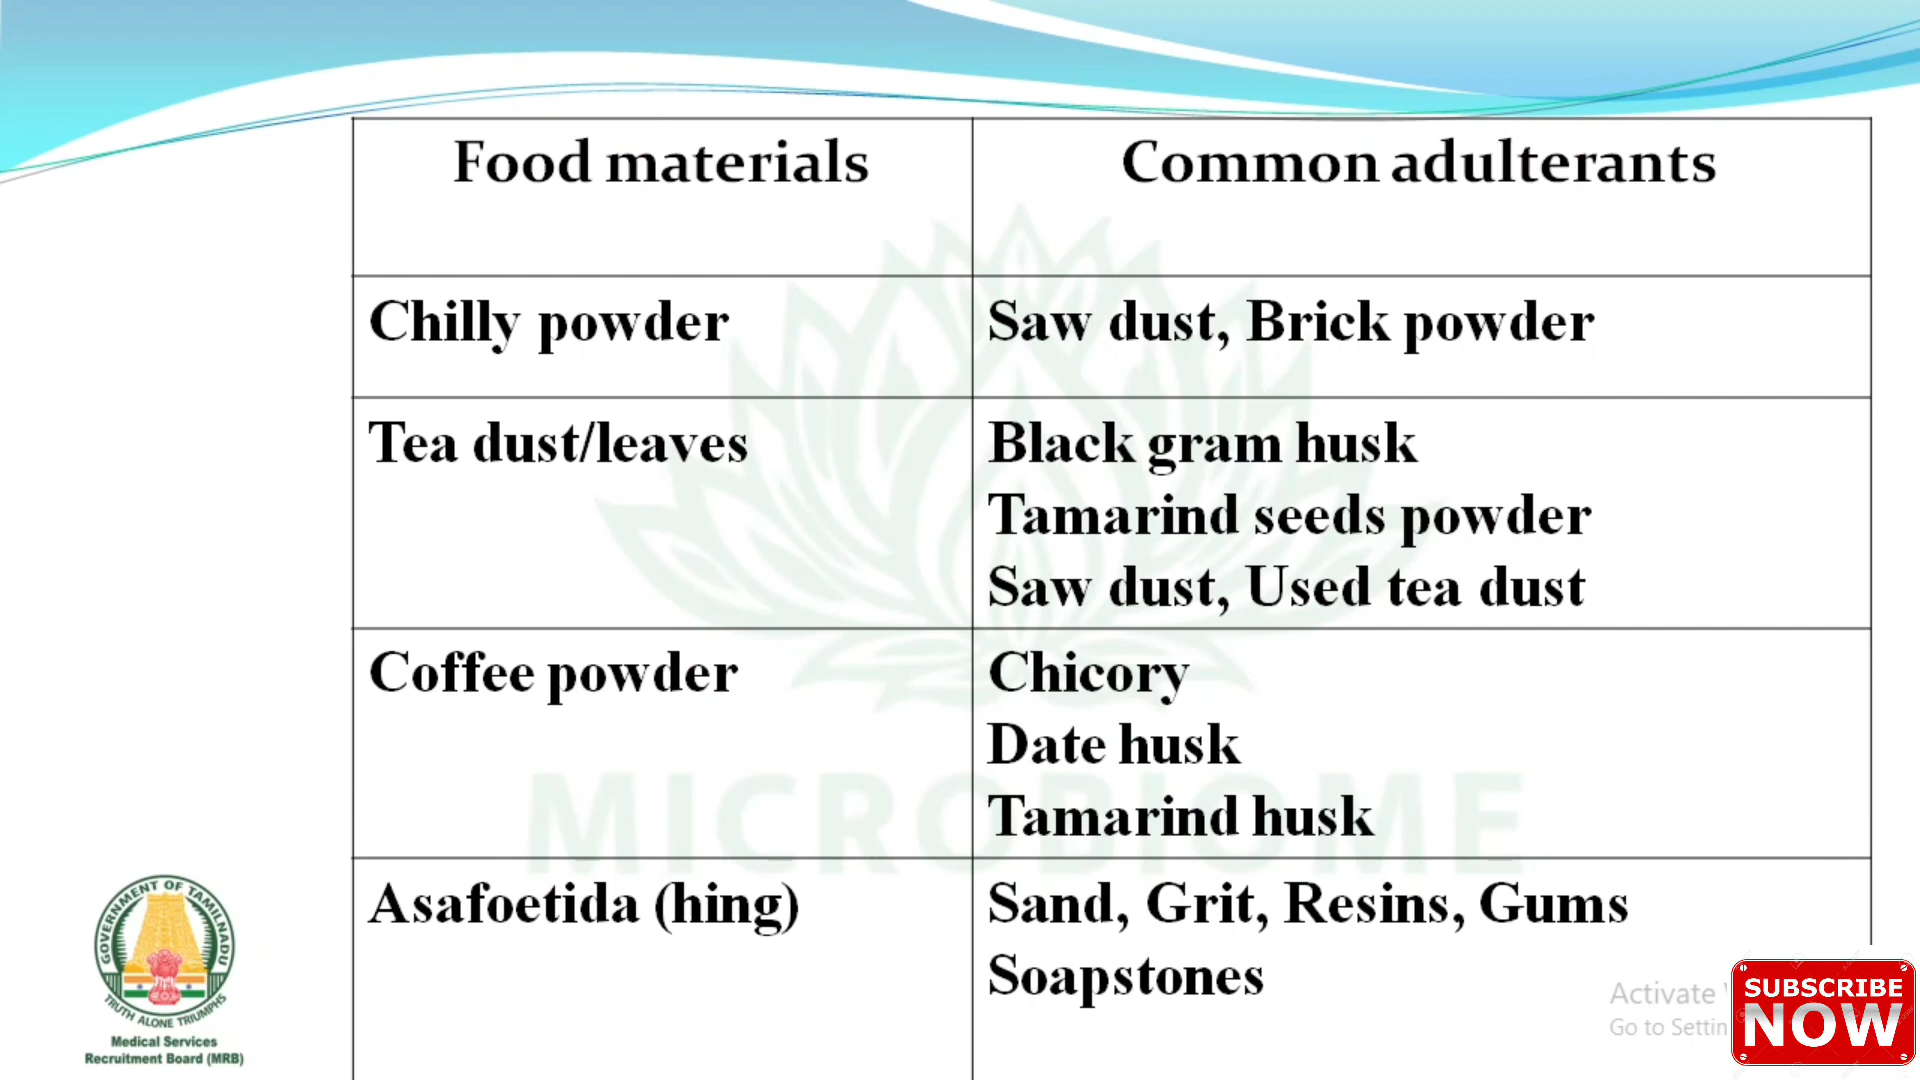 Food materials
Common adulterants
Chilly powder
Saw dust, Brick powder
Tea dust/leaves
Black gram husk
Tamarind seeds powder
Saw dust, Used tea dust
Coffee powder
Chicory
Date husk
Tamarind husk
MICROBIOME
Asafoetida (hing)
Sand, Grit, Resins, Gums
Soapstones
GOVERNMENT OF TAMILNADU
TRUTH ALONE TRIUMPHS
Medical Services
Recruitment Board (MRB)
Activate
Go to Settin
SUBSCRIBE
NOW